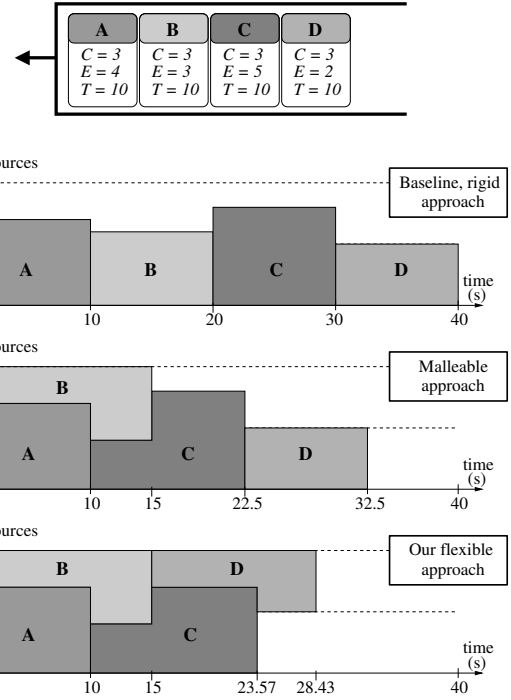 A B C D
C = 3 C = 3 C = 3 C = 3
E = 4 E = 3 E = 5 E = 2
T = 10 T = 10 T = 10 T = 10
ources
Baseline, rigid
approach
A B C D
time
(s)
10 20 30 40
ources
Malleable
approach
B
A C D
time
(s)
10 15 22.5 32.5 40
ources
Our flexible
approach
B D
A C
time
(s)
10 15 23.57 28.43 40